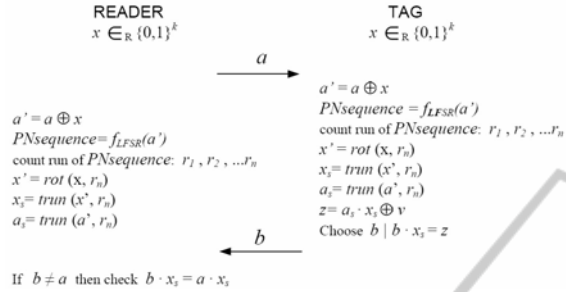 READER
x ∈R {0,1}^k
TAG
x ∈R {0,1}^k
a
a' = a ⊕ x
PNsequence= fLFSR(a')
count run of PNsequence: r1 , r2 , ...rn
x' = rot (x, rn)
xs= trun (x', rn)
as= trun (a', rn)
a' = a ⊕ x
PNsequence = fLFSR(a')
count run of PNsequence: r1 , r2 , ...rn
x' = rot (x, rn)
xs= trun (x', rn)
as= trun (a', rn)
z= as · xs ⊕ v
Choose b | b · xs = z
b
If b ≠ a then check b · xs = a · xs